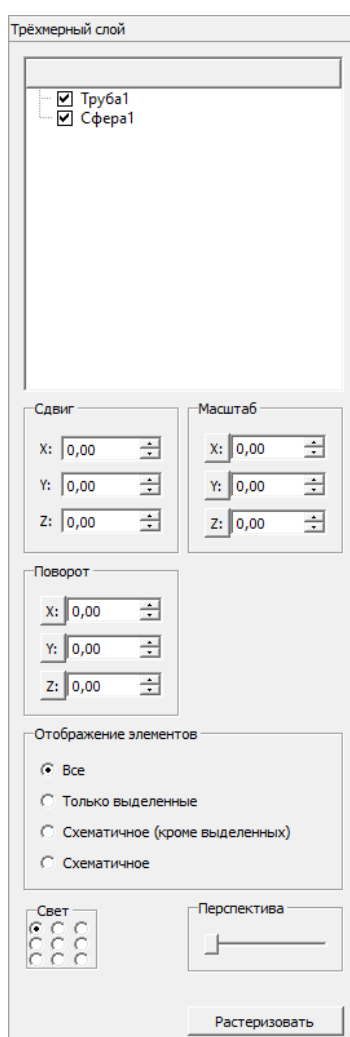 Трёхмерный слой
Труба1
Сфера1
Сдвиг Масштаб
X: 0,00 X: 0,00
Y: 0,00 Y: 0,00
Z: 0,00 Z: 0,00
Поворот
X: 0,00
Y: 0,00
Z: 0,00
Отображение элементов
Все
Только выделенные
Схематичное (кроме выделенных)
Схематичное
Свет Перспектива
Растеризовать